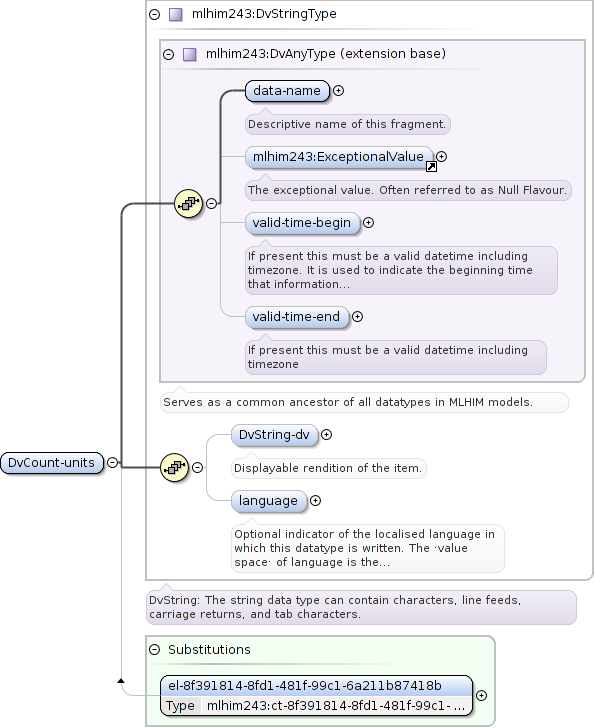 mlhim243:DvStringType
mlhim243:DvAnyType (extension base)
data-name
Descriptive name of this fragment.
mlhim243:ExceptionalValue
The exceptional value. Often referred to as Null Flavour.
valid-time-begin
If present this must be a valid datetime including
timezone. It is used to indicate the beginning time
that information...
valid-time-end
If present this must be a valid datetime including
timezone
Serves as a common ancestor of all datatypes in MLHIM models.
DvCount-units
DvString-dv
Displayable rendition of the item.
language
Optional indicator of the localised language in
which this datatype is written. The ·value
space· of language is the...
DvString: The string data type can contain characters, line feeds,
carriage returns, and tab characters.
Substitutions
el-8f391814-8fd1-481f-99c1-6a211b87418b
Type mlhim243:ct-8f391814-8fd1-481f-99c1- ...